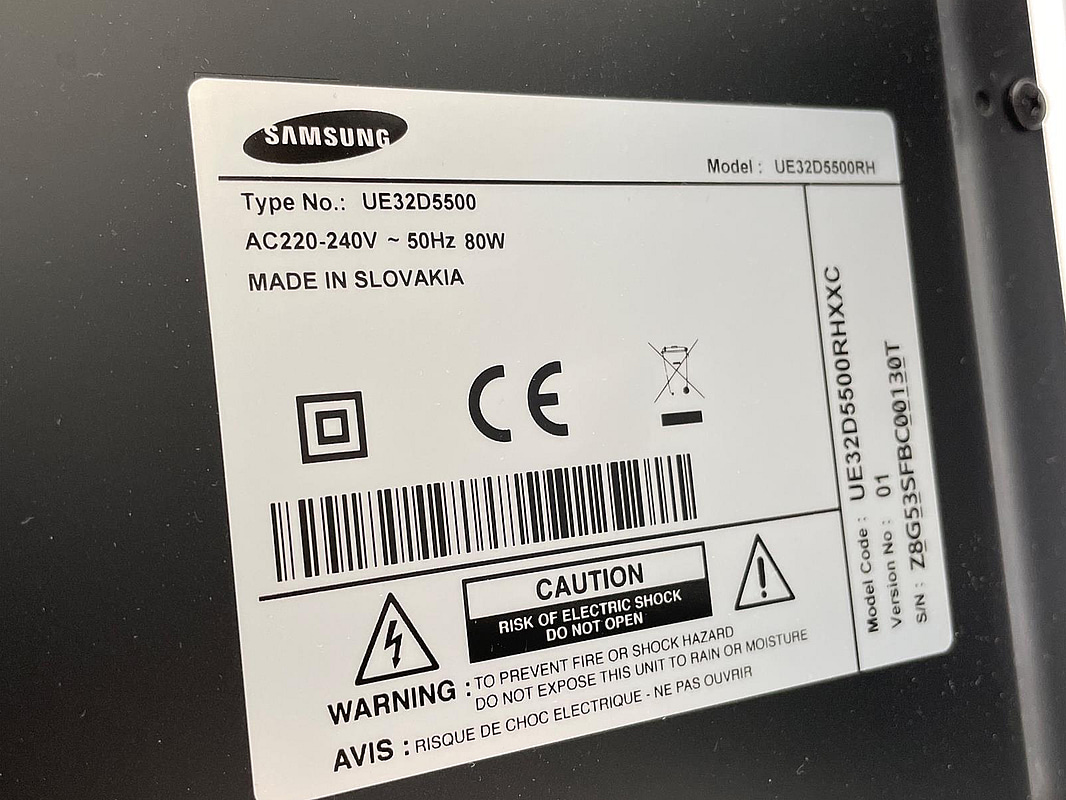 SAMSUNG
Model : UE32D5500RH
Type No.: UE32D5500
AC220-240V ~ 50Hz 80W
MADE IN SLOVAKIA
CE
Model Code : UE32D5500RHXXC
Version No : 01
S/N : Z8G53SFBC00130T
CAUTION
RISK OF ELECTRIC SHOCK
DO NOT OPEN
WARNING : TO PREVENT FIRE OR SHOCK HAZARD
DO NOT EXPOSE THIS UNIT TO RAIN OR MOISTURE
AVIS : RISQUE DE CHOC ELECTRIQUE - NE PAS OUVRIR